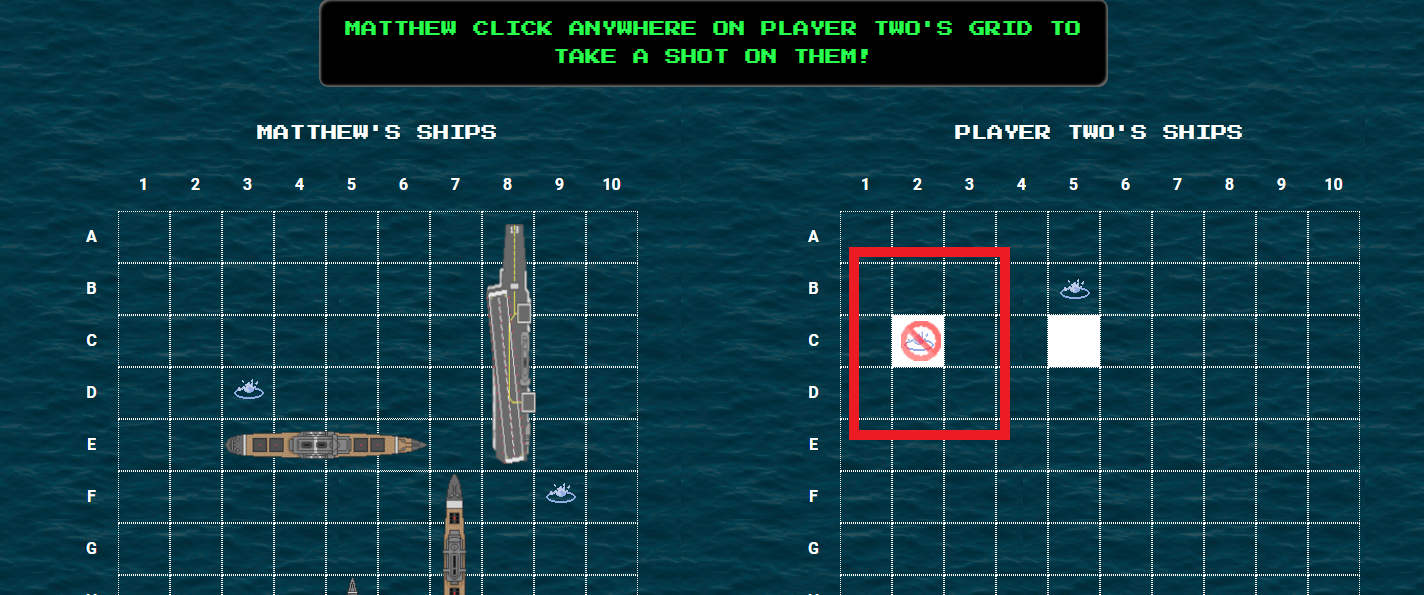 MATTHEW CLICK ANYWHERE ON PLAYER TWO'S GRID TO
TAKE A SHOT ON THEM!
MATTHEW'S SHIPS
1 2 3 4 5 6 7 8 9 10
A
B
C
D
E
F
G
PLAYER TWO'S SHIPS
1 2 3 4 5 6 7 8 9 10
A
B
C
D
E
F
G